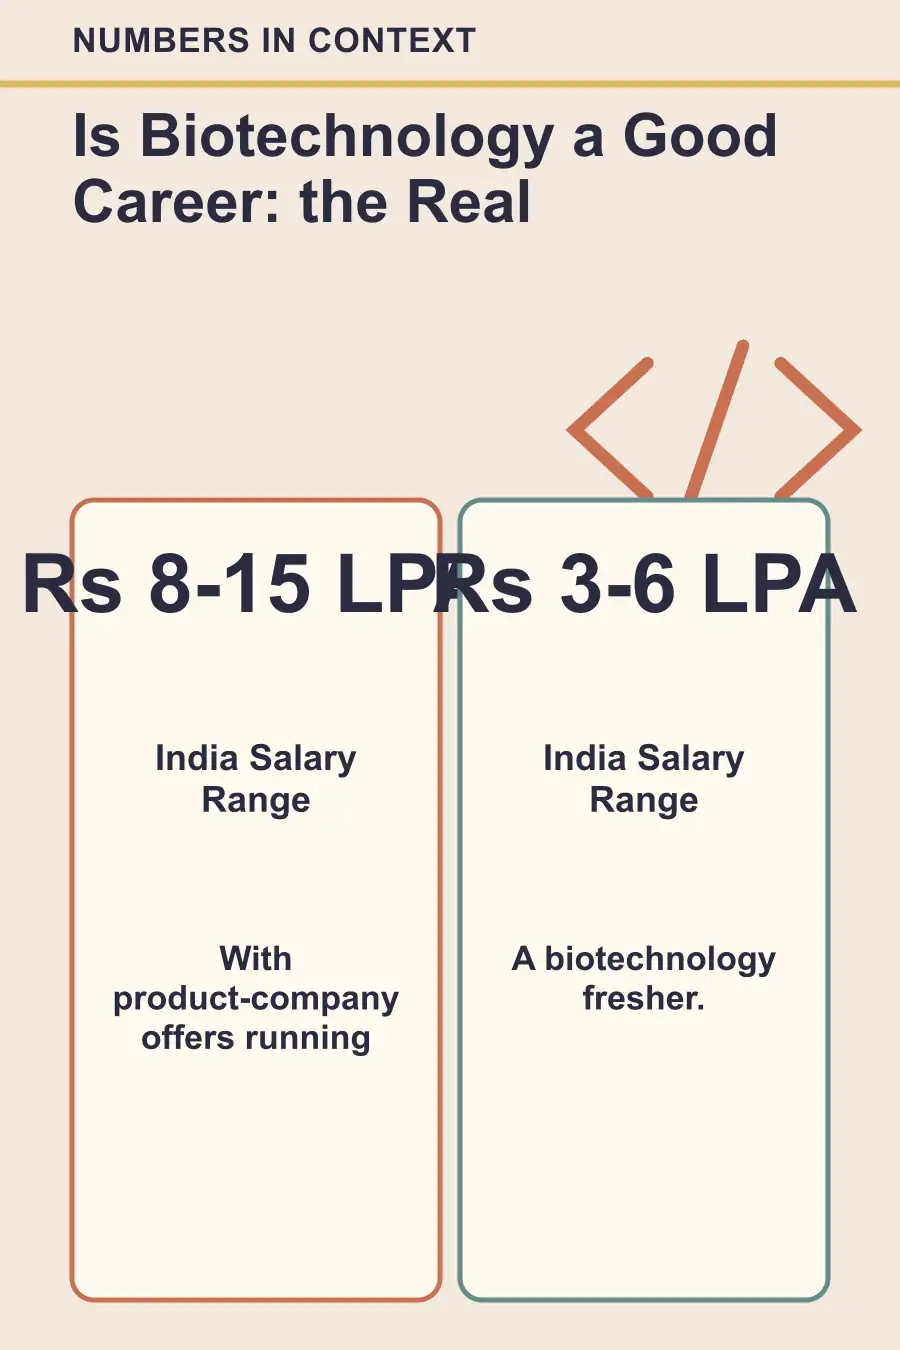 NUMBERS IN CONTEXT
Is Biotechnology a Good
Career: the Real
Rs 8-15 LPA
India Salary
Range
With
product-company
offers running
Rs 3-6 LPA
India Salary
Range
A biotechnology
fresher.